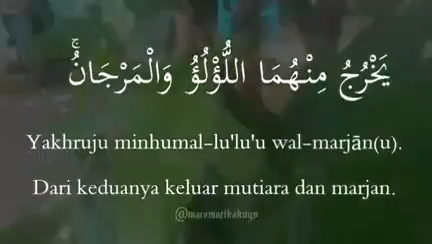 يَخْرُجُ مِنْهُمَا اللُّؤْلُؤُ وَالْمَرْجَانُۚ
Yakhruju minhumal-lu'lu'u wal-marjān(u).
Dari keduanya keluar mutiara dan marjan.